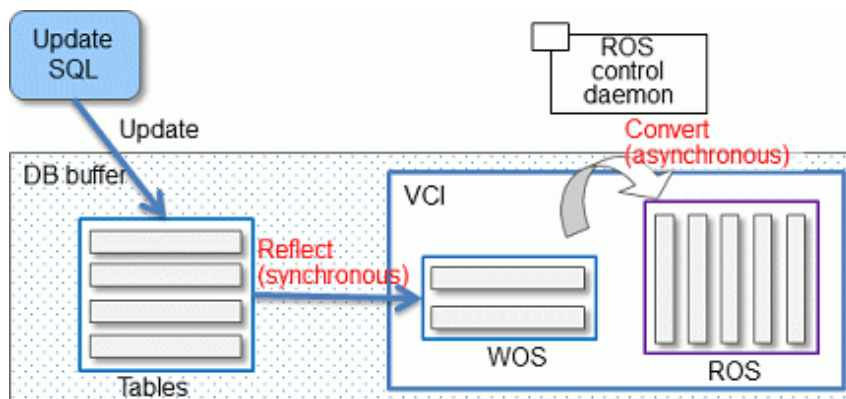 Update
SQL
ROS
control
daemon
Update
Convert
(asynchronous)
DB buffer
VCI
Reflect
(synchronous)
WOS
ROS
Tables